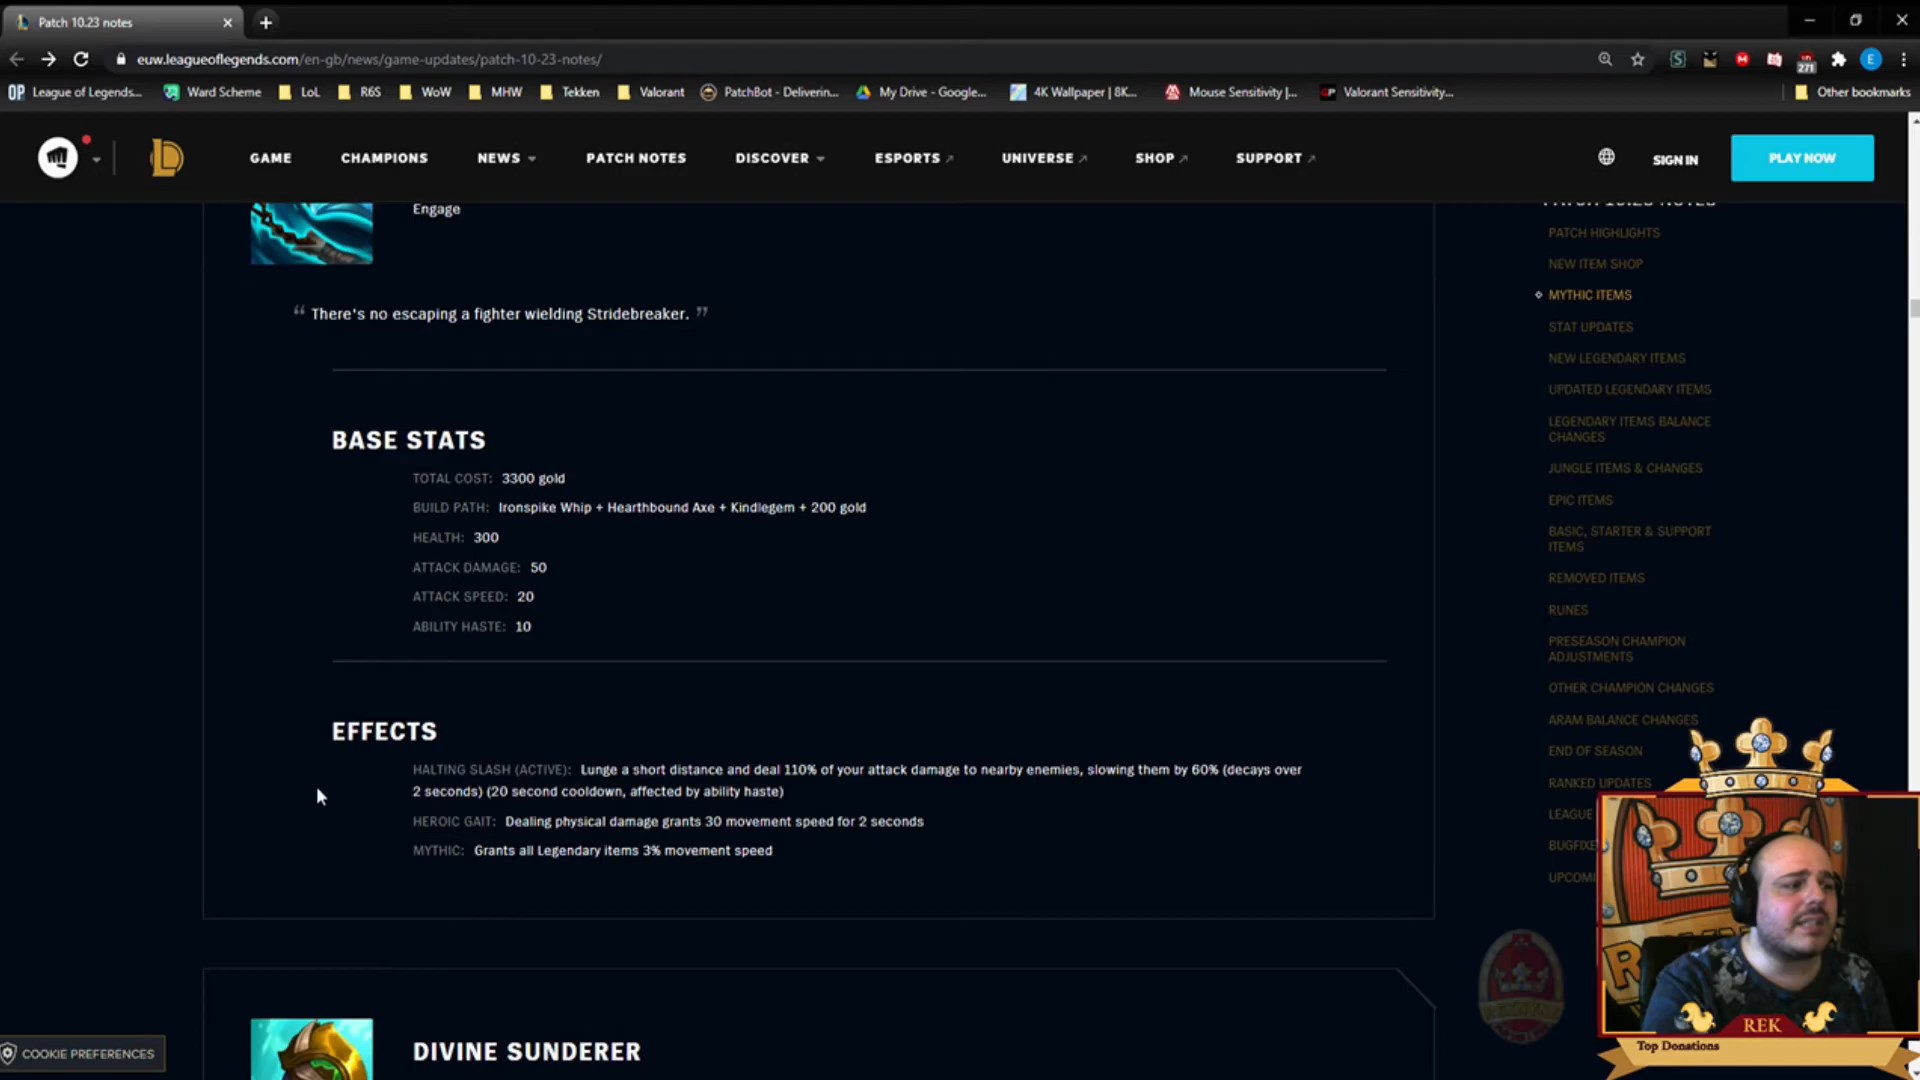 Patch 10.23 notes
euw.leagueoflegends.com/en-gb/news/game-updates/patch-10-23-notes/
271
E
OP League of Legends... Ward Scheme LoL R6S WoW MHW Tekken Valorant PatchBot - Deliverin... My Drive - Google... 4K Wallpaper | 8K... Mouse Sensitivity |... Valorant Sensitivity... Other bookmarks
GAME CHAMPIONS NEWS PATCH NOTES DISCOVER ESPORTS UNIVERSE SHOP SUPPORT SIGN IN PLAY NOW
Engage
“ There's no escaping a fighter wielding Stridebreaker. ”
BASE STATS
TOTAL COST: 3300 gold
BUILD PATH: Ironspike Whip + Hearthbound Axe + Kindlegem + 200 gold
HEALTH: 300
ATTACK DAMAGE: 50
ATTACK SPEED: 20
ABILITY HASTE: 10
EFFECTS
HALTING SLASH (ACTIVE): Lunge a short distance and deal 110% of your attack damage to nearby enemies, slowing them by 60% (decays over
2 seconds) (20 second cooldown, affected by ability haste)
HEROIC GAIT: Dealing physical damage grants 30 movement speed for 2 seconds
MYTHIC: Grants all Legendary items 3% movement speed
DIVINE SUNDERER
COOKIE PREFERENCES
PATCH 10.23 NOTES
PATCH HIGHLIGHTS
NEW ITEM SHOP
MYTHIC ITEMS
STAT UPDATES
NEW LEGENDARY ITEMS
UPDATED LEGENDARY ITEMS
LEGENDARY ITEMS BALANCE
CHANGES
JUNGLE ITEMS & CHANGES
EPIC ITEMS
BASIC, STARTER & SUPPORT
ITEMS
REMOVED ITEMS
RUNES
PRESEASON CHAMPION
ADJUSTMENTS
OTHER CHAMPION CHANGES
ARAM BALANCE CHANGES
END OF SEASON
RANKED UPDATES
LEAGUE
BUGFIXE
UPCOMI
REK
Top Donations